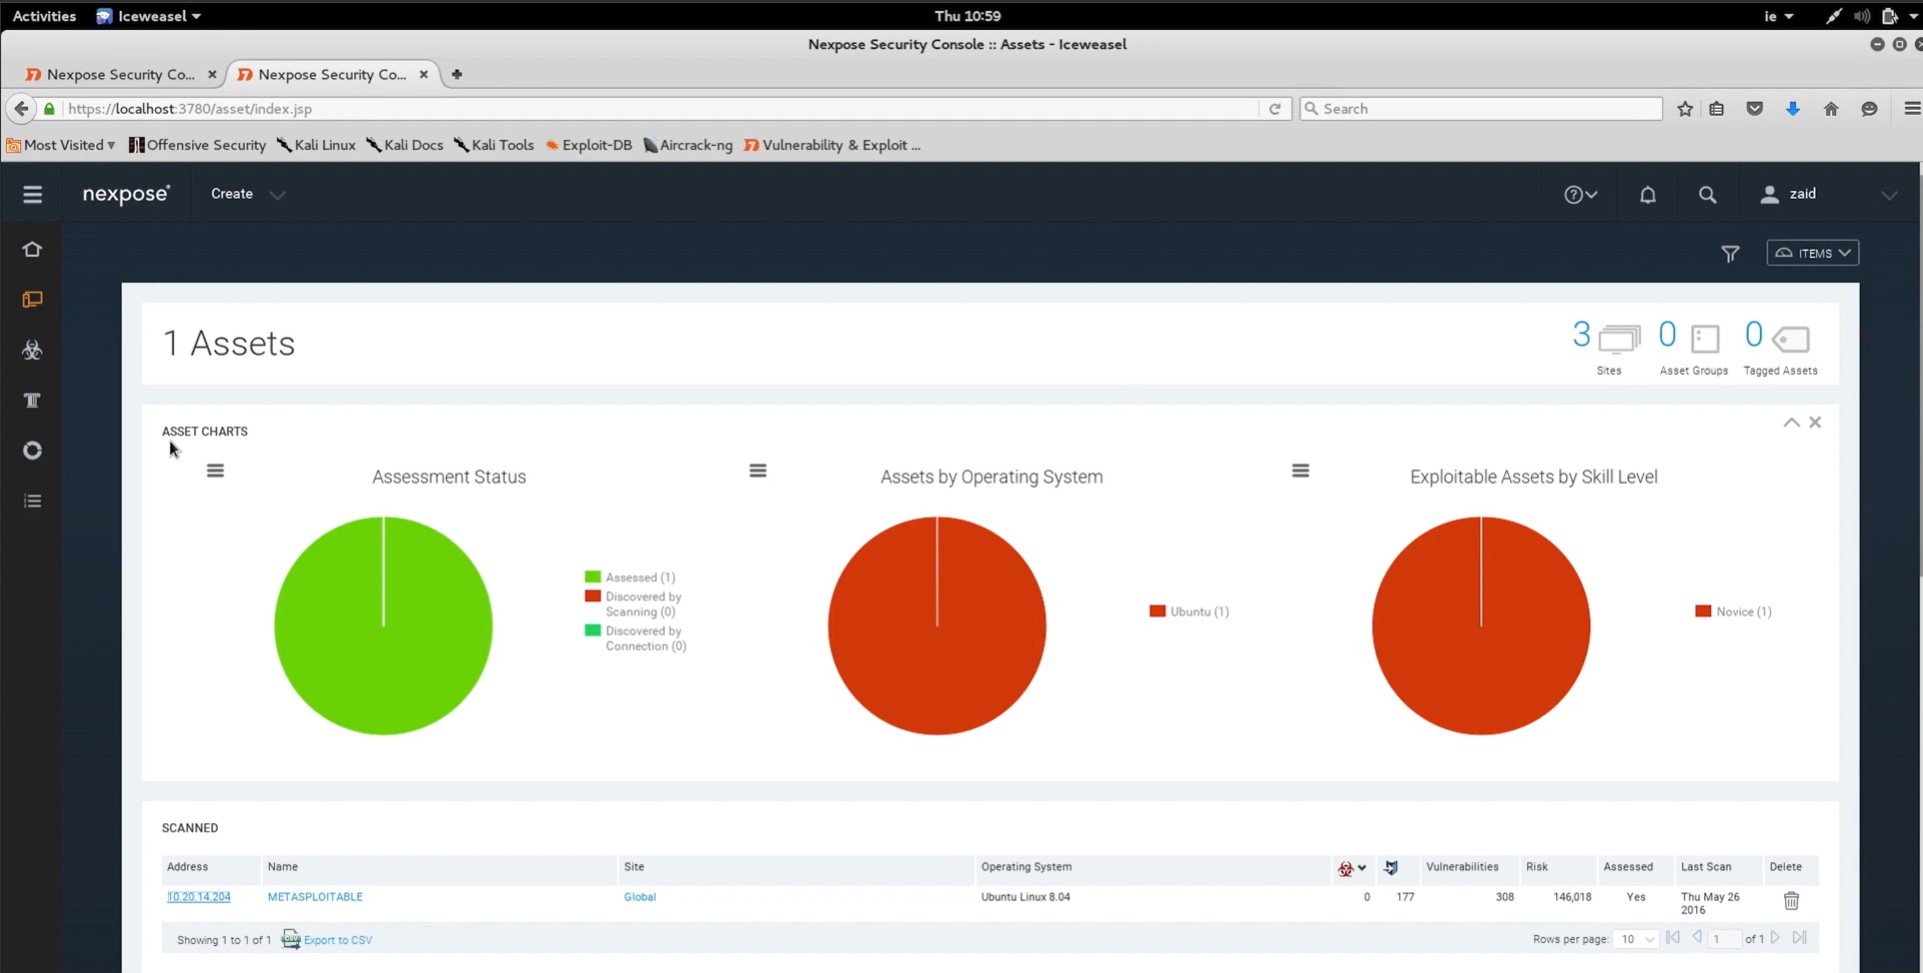 Activities Iceweasel Thu 10:59 ie
Nexpose Security Console :: Assets - Iceweasel
Nexpose Security Co... Nexpose Security Co...
https://localhost:3780/asset/index.jsp Search
Most Visited Offensive Security Kali Linux Kali Docs Kali Tools Exploit-DB Aircrack-ng Vulnerability & Exploit ...
nexpose Create zaid
ITEMS
1 Assets
3 0 0
Sites Asset Groups Tagged Assets
ASSET CHARTS
Assessment Status
Assessed (1)
Discovered by
Scanning (0)
Discovered by
Connection (0)
Assets by Operating System
Ubuntu (1)
Exploitable Assets by Skill Level
Novice (1)
SCANNED
Address Name Site Operating System Vulnerabilities Risk Assessed Last Scan Delete
10.20.14.204 METASPLOITABLE Global Ubuntu Linux 8.04 0 177 308 146,018 Yes Thu May 26
2016
Showing 1 to 1 of 1 Export to CSV Rows per page: 10 1 of 1